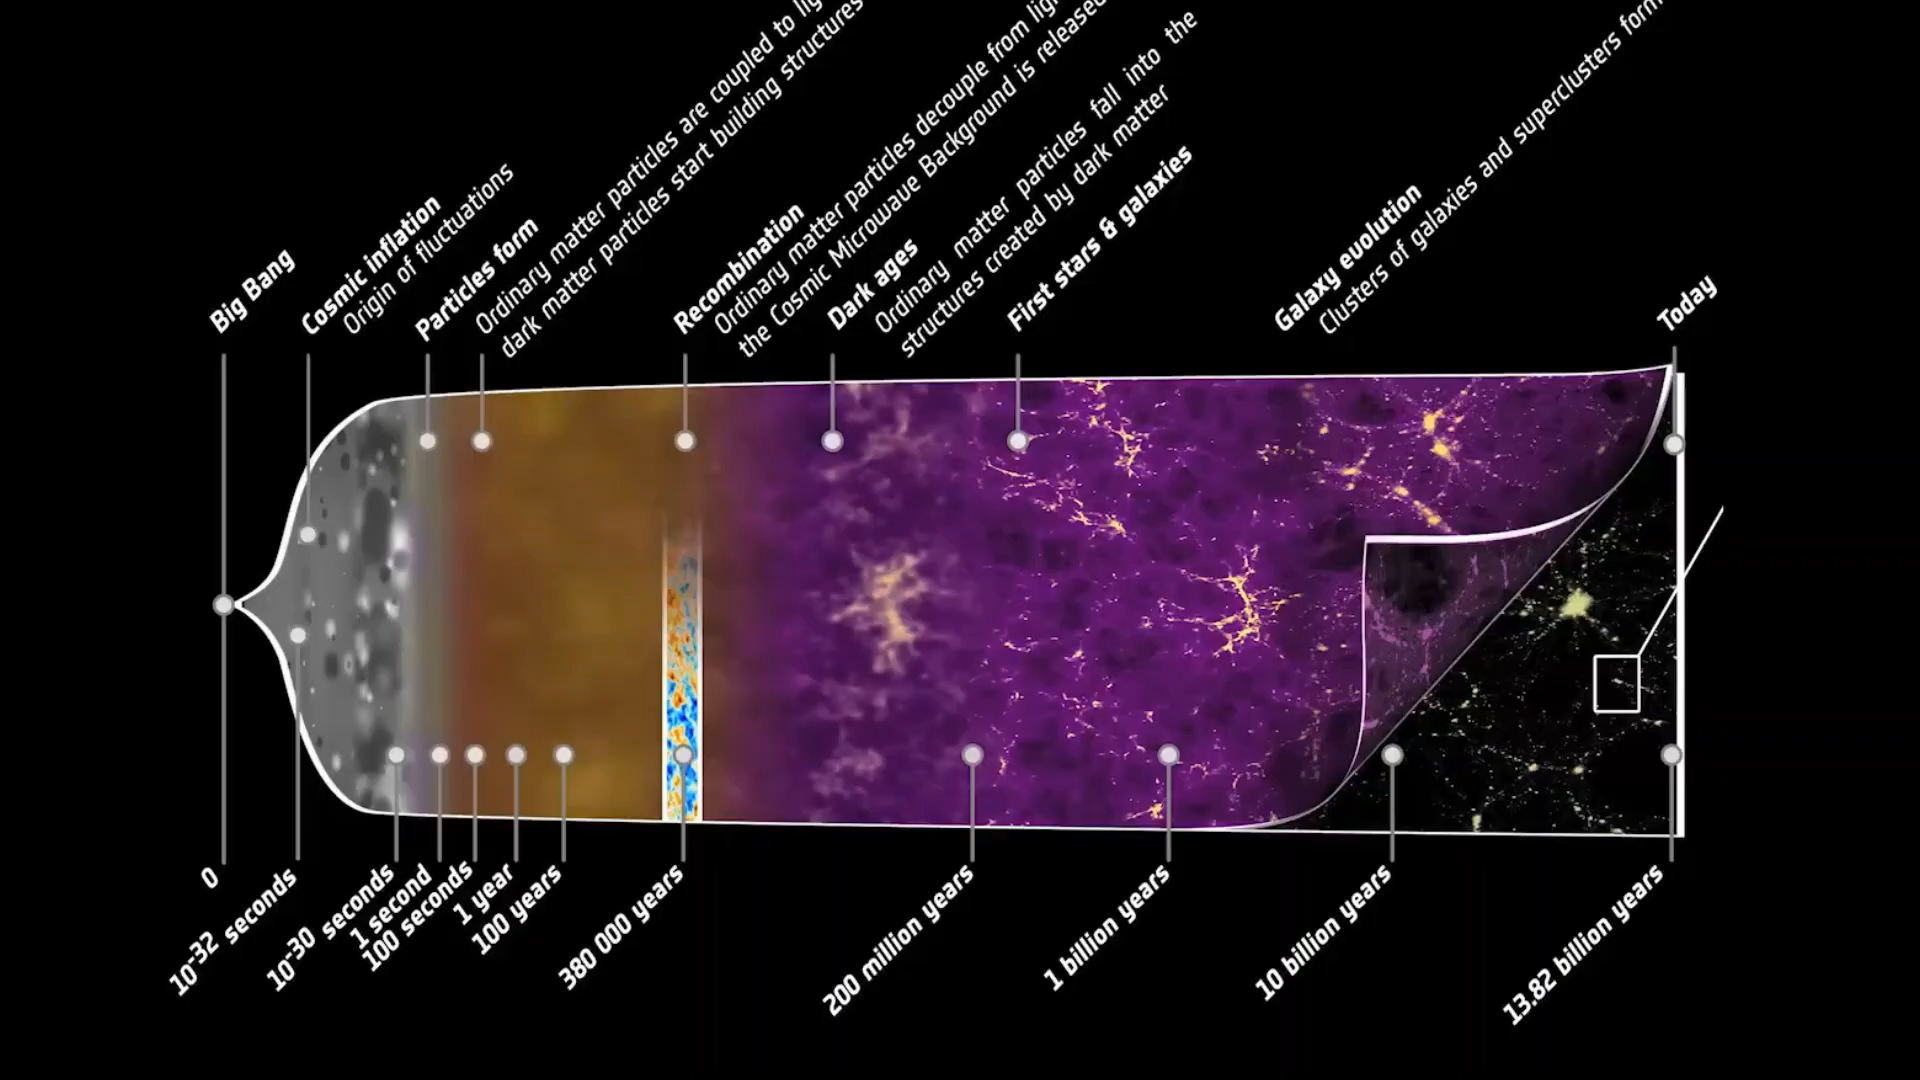 Big Bang
Cosmic inflation
Origin of fluctuations
Particles form
Ordinary matter particles are coupled to
dark matter particles start building structures
Recombination
Ordinary matter particles decouple from
the Cosmic Microwave Background is released
Dark ages
Ordinary matter particles fall into the
structures created by dark matter
First stars & galaxies
Galaxy evolution
Clusters of galaxies and superclusters form
Today
0
10-32 seconds
10-30 seconds
1 second
100 seconds
1 year
100 years
380 000 years
200 million years
1 billion years
10 billion years
13.82 billion years